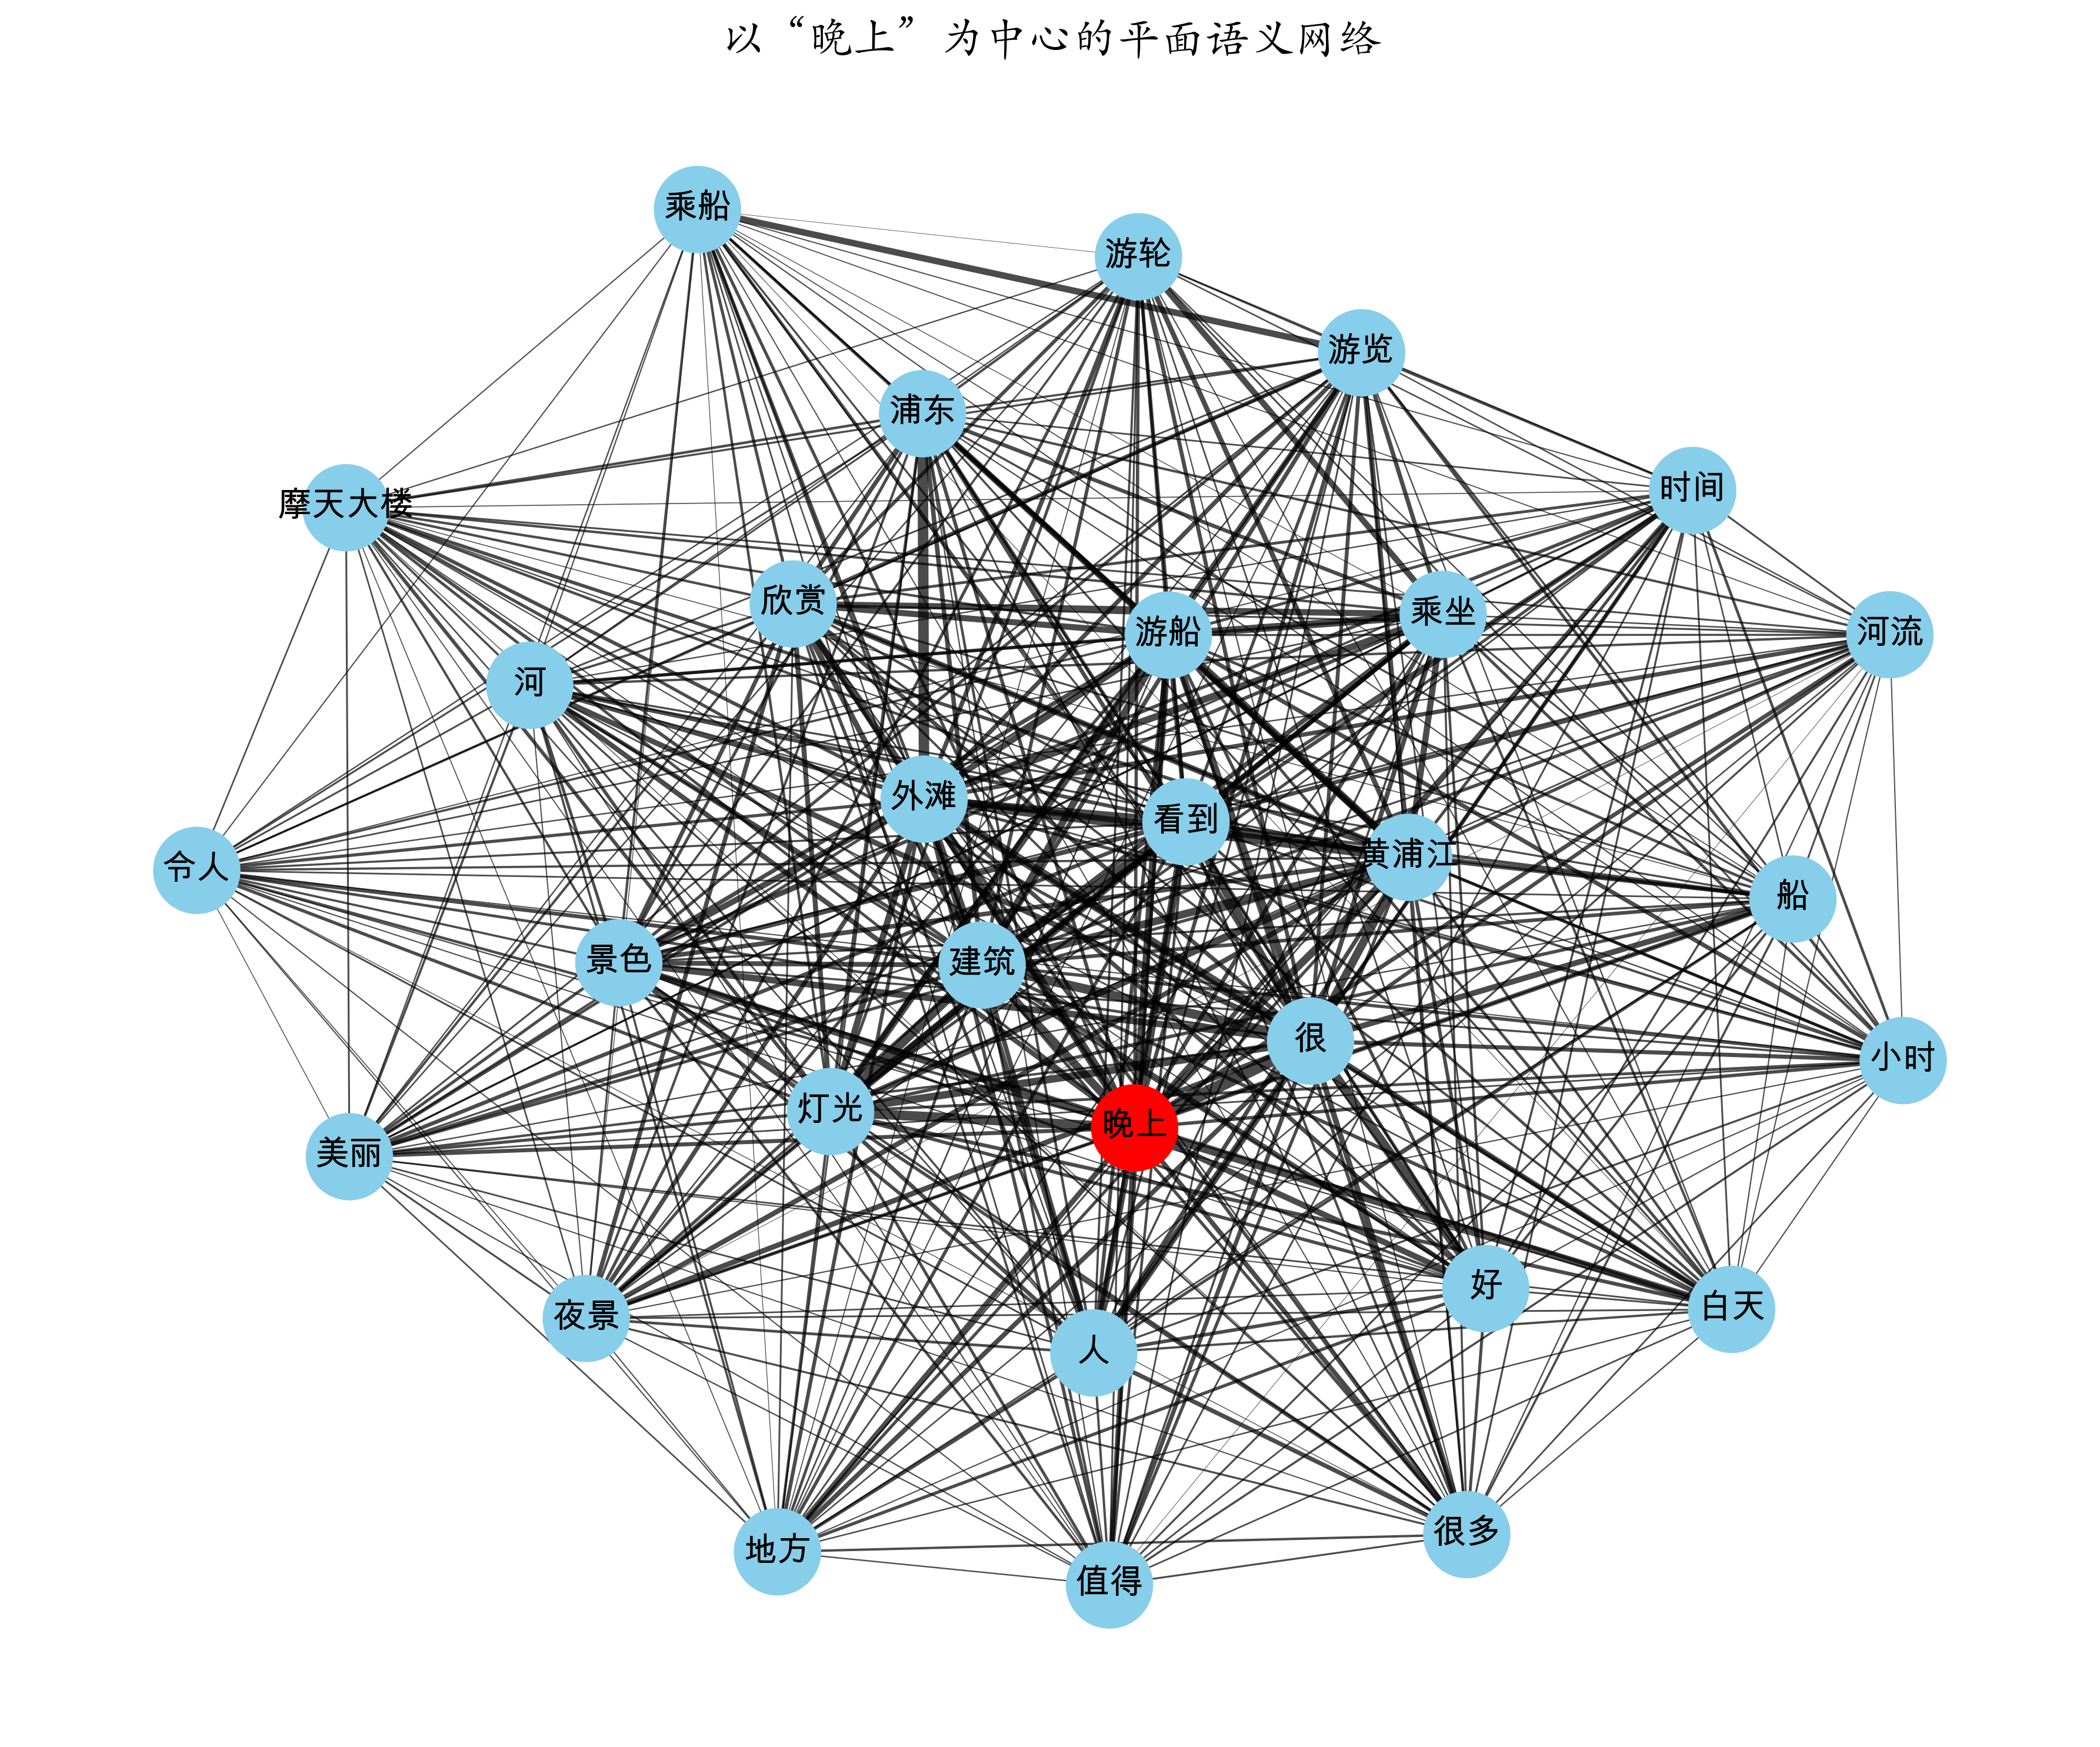 以“晚上”为中心的平面语义网络
乘船
游轮
游览
浦东
时间
摩天大楼
欣赏
乘坐
游船
河流
河
外滩
看到
黄浦江
令人
船
景色
建筑
很
小时
灯光
晚上
美丽
好
白天
夜景
人
很多
地方
值得